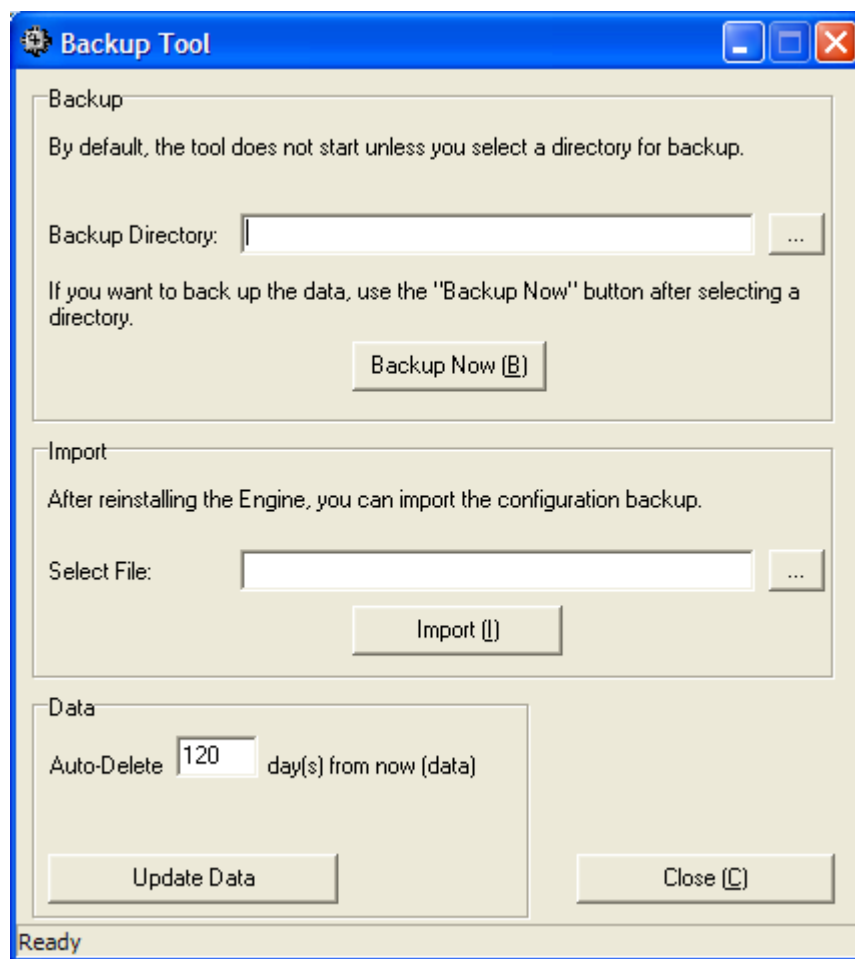 Backup Tool
Backup
By default, the tool does not start unless you select a directory for backup.
Backup Directory:
...
If you want to back up the data, use the "Backup Now" button after selecting a
directory.
Backup Now (B)
Import
After reinstalling the Engine, you can import the configuration backup.
Select File:
...
Import (I)
Data
Auto-Delete 120 day(s) from now (data)
Update Data
Close (C)
Ready